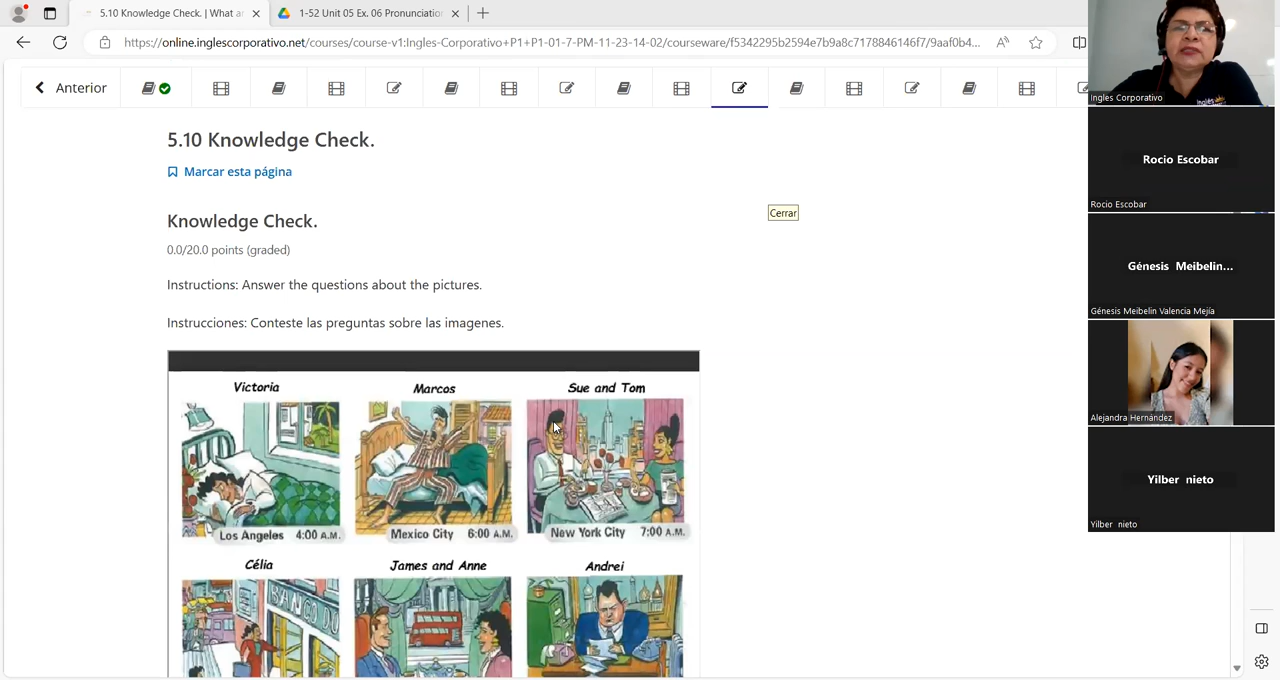 5.10 Knowledge Check. | What a
1-52 Unit 05 Ex. 06 Pronunciation
https://online.inglescorporativo.net/courses/course-v1:Ingles-Corporativo+P1+P1-01-7-PM-11-23-14-02/courseware/f5342295b2594e7b9a8c7178846146f7/9aaf0b4...
Anterior
5.10 Knowledge Check.
Marcar esta página
Cerrar
Knowledge Check.
0.0/20.0 points (graded)
Instructions: Answer the questions about the pictures.
Instrucciones: Conteste las preguntas sobre las imagenes.
Victoria
Marcos
Sue and Tom
Los Angeles 4:00 A.M.
Mexico City 6:00 A.M.
New York City 7:00 A.M.
Célia
James and Anne
Andrei
BANCO DO
Ingles Corporativo
Rocio Escobar
Rocio Escobar
Génesis Meibelin...
Génesis Meibelin Valencia Mejía
Alejandra Hernández
Yilber nieto
Yilber nieto